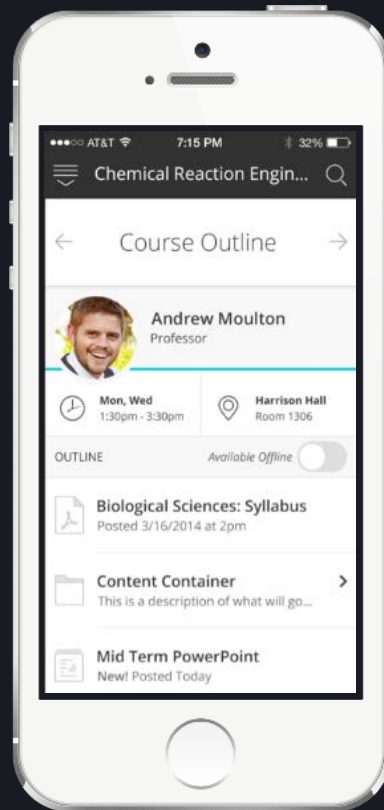 AT&T 7:15 PM 32%
Chemical Reaction Engin...
Course Outline
Andrew Moulton
Professor
Mon, Wed
1:30pm - 3:30pm
Harrison Hall
Room 1306
OUTLINE Available Offline
Biological Sciences: Syllabus
Posted 3/16/2014 at 2pm
Content Container
This is a description of what will go...
Mid Term PowerPoint
New! Posted Today